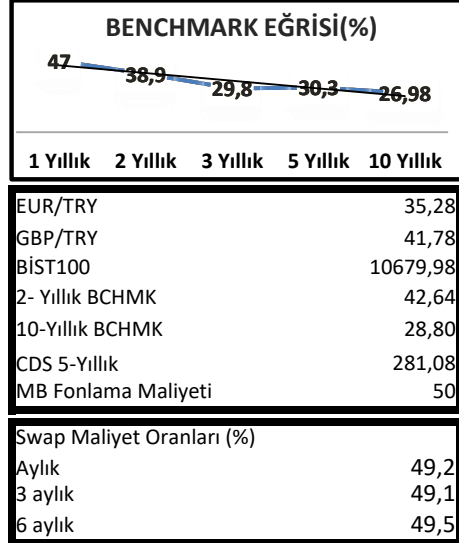 BENCHMARK EĞRİSİ(%)
47 38,9 29,8 30,3 26,98
1 Yıllık 2 Yıllık 3 Yıllık 5 Yıllık 10 Yıllık
EUR/TRY 35,28
GBP/TRY 41,78
BİST100 10679,98
2- Yıllık BCHMK 42,64
10-Yıllık BCHMK 28,80
CDS 5-Yıllık 281,08
MB Fonlama Maliyeti 50
Swap Maliyet Oranları (%)
Aylık 49,2
3 aylık 49,1
6 aylık 49,5